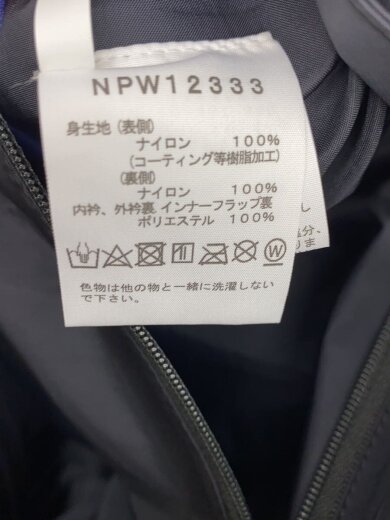 NPW12333
身生地 (表側)
ナイロン 100%
(コーティング等樹脂加工)
(裏側)
ナイロン 100%
内衿、外衿裏 インナーフラップ裏
ポリエステル 100%
色物は他の物と一緒に洗濯しない
で下さい。